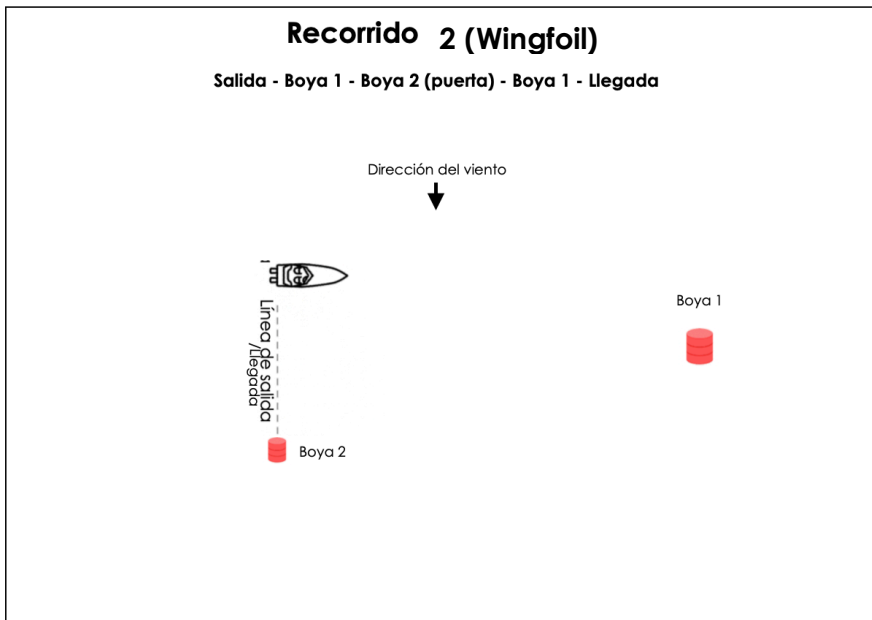 Recorrido 2 (Wingfoil)
Salida - Boya 1 - Boya 2 (puerta) - Boya 1 - Llegada
Dirección del viento
Boya 1
Línea de salida
/Llegada
Boya 2